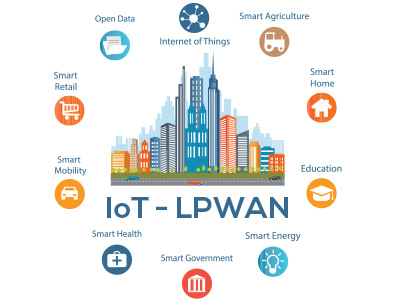 Open Data
Internet of Things
Smart Agriculture
Smart
Retail
Smart
Home
Smart
Mobility
Education
IoT - LPWAN
Smart Health
Smart Government
Smart Energy